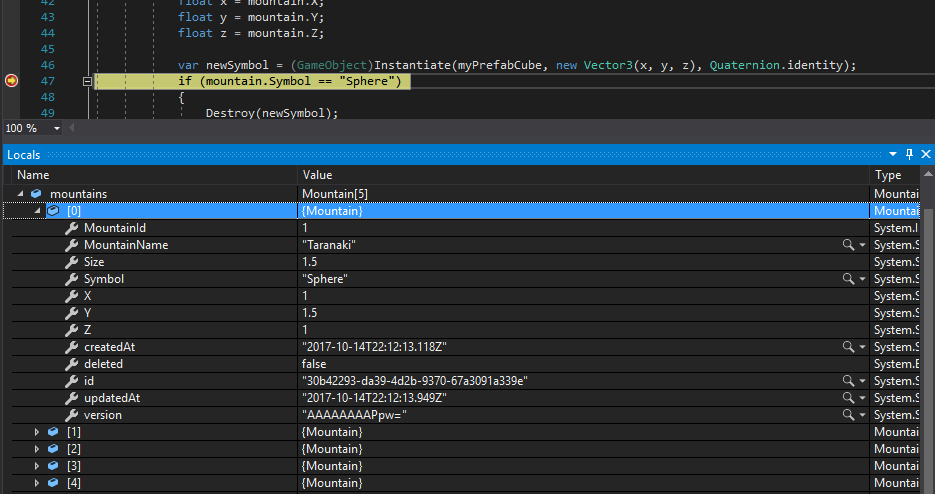 42 float x = mountain.X;
43 float y = mountain.Y;
44 float z = mountain.Z;
45
46 var newSymbol = (GameObject)Instantiate(myPrefabCube, new Vector3(x, y, z), Quaternion.identity);
47 if (mountain.Symbol == "Sphere")
48 {
49 Destroy(newSymbol);
100 %
Locals
Name Value Type
mountains Mountain[5] Mountai
[0] {Mountain} Mountai
MountainId 1 System.I
MountainName "Taranaki" System.S
Size 1.5 System.S
Symbol "Sphere" System.S
X 1 System.S
Y 1.5 System.S
Z 1 System.S
createdAt "2017-10-14T22:12:13.118Z" System.S
deleted false System.B
id "30b42293-da39-4d2b-9370-67a3091a339e" System.S
updatedAt "2017-10-14T22:12:13.949Z" System.S
version "AAAAAAAAPpw=" System.S
[1] {Mountain} Mountai
[2] {Mountain} Mountai
[3] {Mountain} Mountai
[4] {Mountain} Mountai